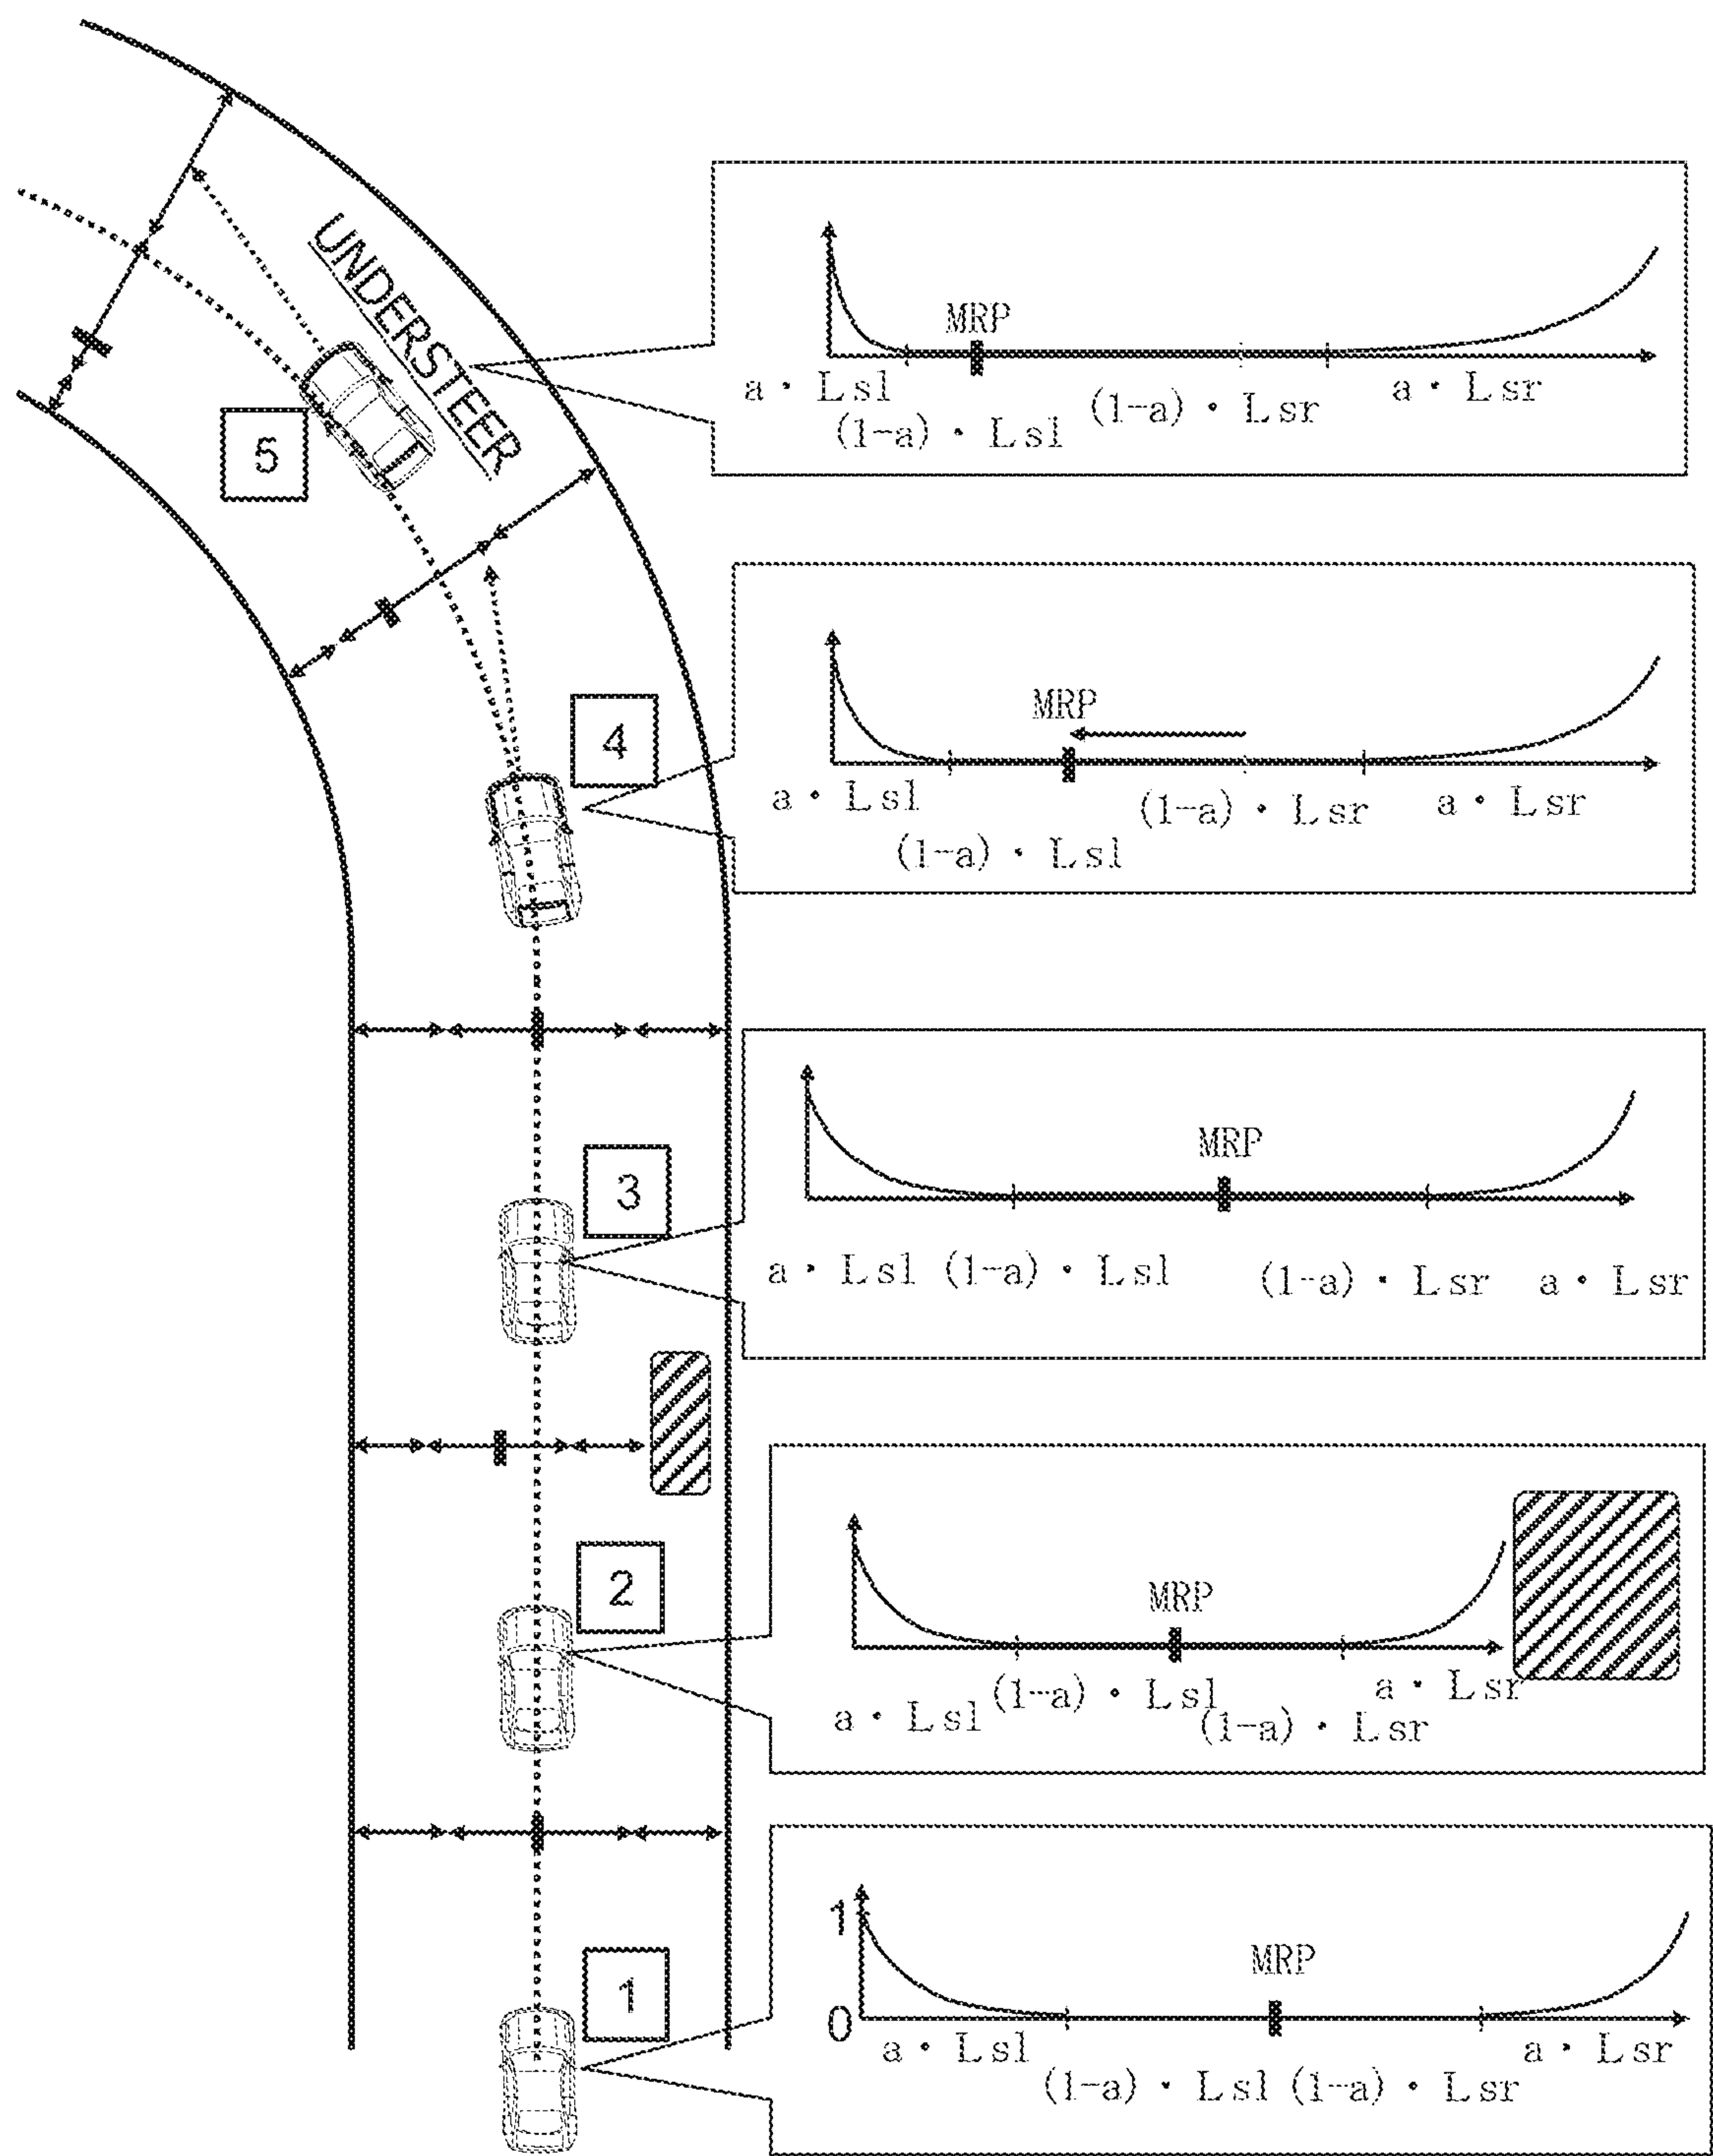 UNDERSTEER
5
MRP
a・Lsl
(1-a)・Lsr
a・Lsr
(1-a)・Lsl
4
MRP
a・Lsl
(1-a)・Lsr
a・Lsr
(1-a)・Lsl
3
MRP
a・Lsl (1-a)・Lsl (1-a)・Lsr a・Lsr
2
MRP
a・Lsl (1-a)・Lsl a・Lsr
(1-a)・Lsr
1
1
MRP
0
a・Lsl a・Lsr
(1-a)・Lsl (1-a)・Lsr